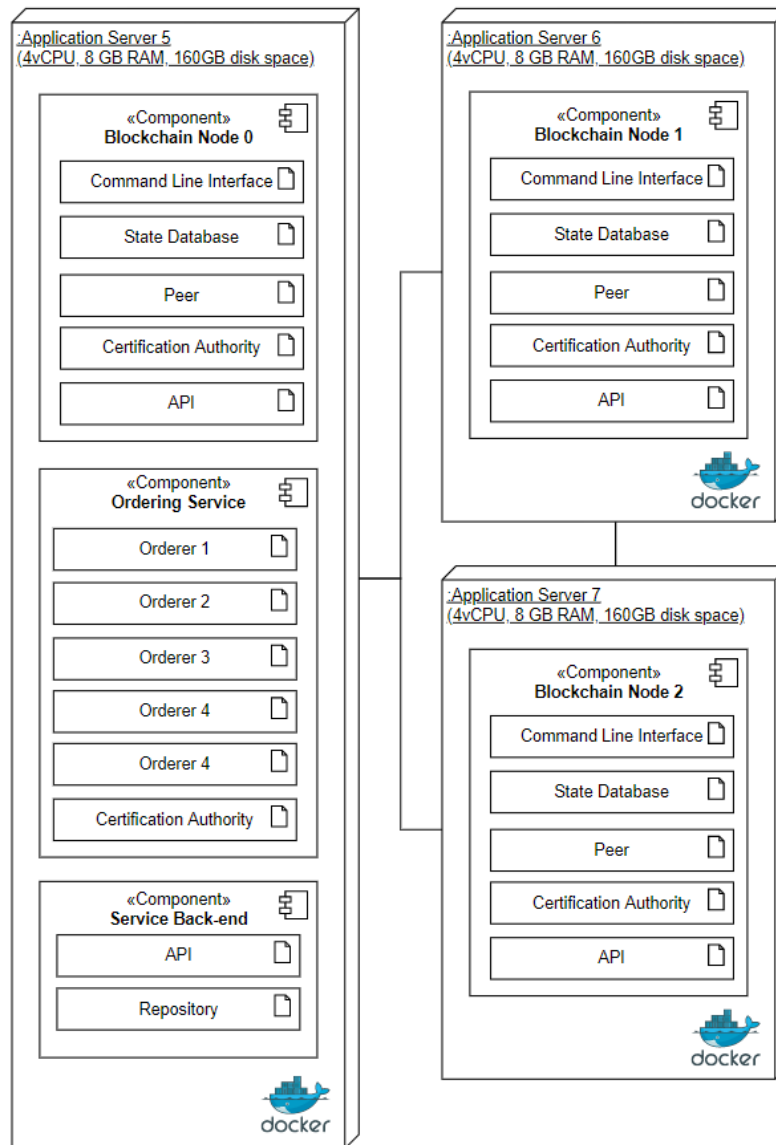 :Application Server 5
(4vCPU, 8 GB RAM, 160GB disk space)
«Component»
Blockchain Node 0
Command Line Interface
State Database
Peer
Certification Authority
API
«Component»
Ordering Service
Orderer 1
Orderer 2
Orderer 3
Orderer 4
Orderer 4
Certification Authority
«Component»
Service Back-end
API
Repository
docker
:Application Server 6
(4vCPU, 8 GB RAM, 160GB disk space)
«Component»
Blockchain Node 1
Command Line Interface
State Database
Peer
Certification Authority
API
docker
:Application Server 7
(4vCPU, 8 GB RAM, 160GB disk space)
«Component»
Blockchain Node 2
Command Line Interface
State Database
Peer
Certification Authority
API
docker